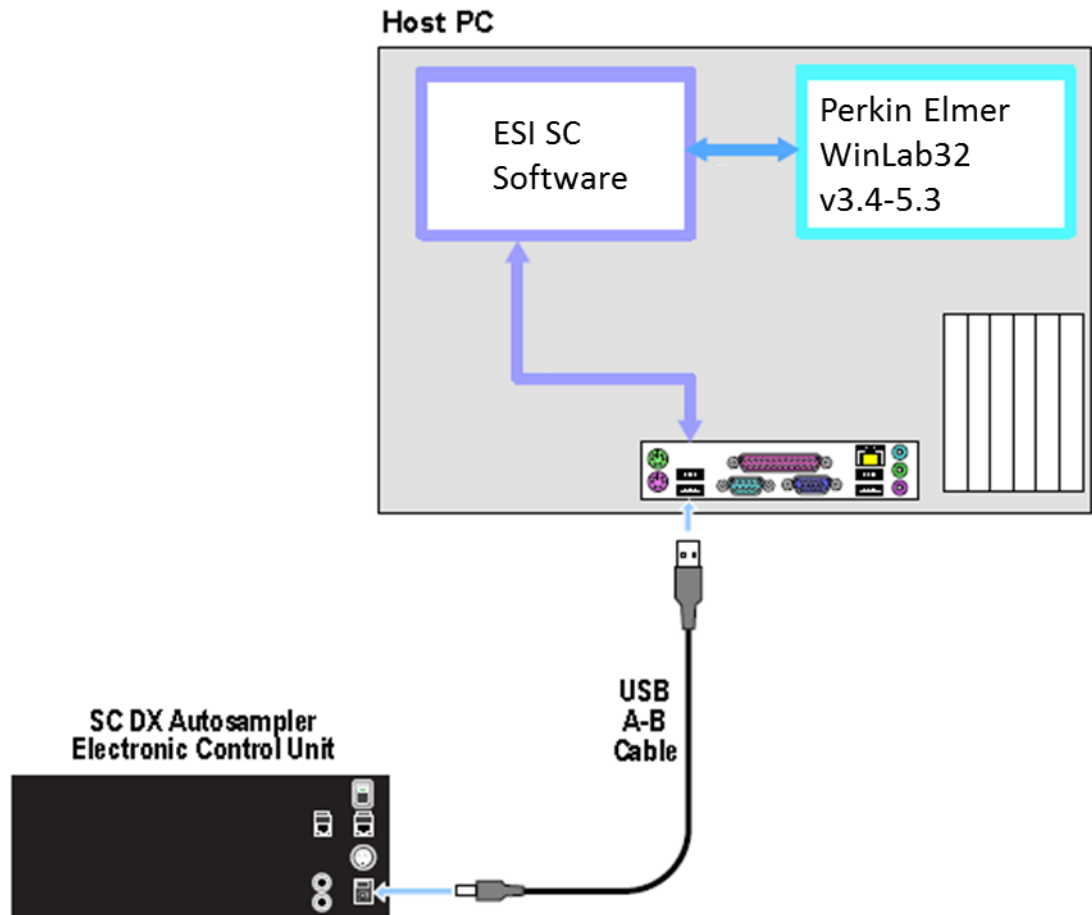 Host PC
ESI SC
Software
Perkin Elmer
WinLab32
v3.4-5.3
USB
A-B
Cable
SC DX Autosampler
Electronic Control Unit